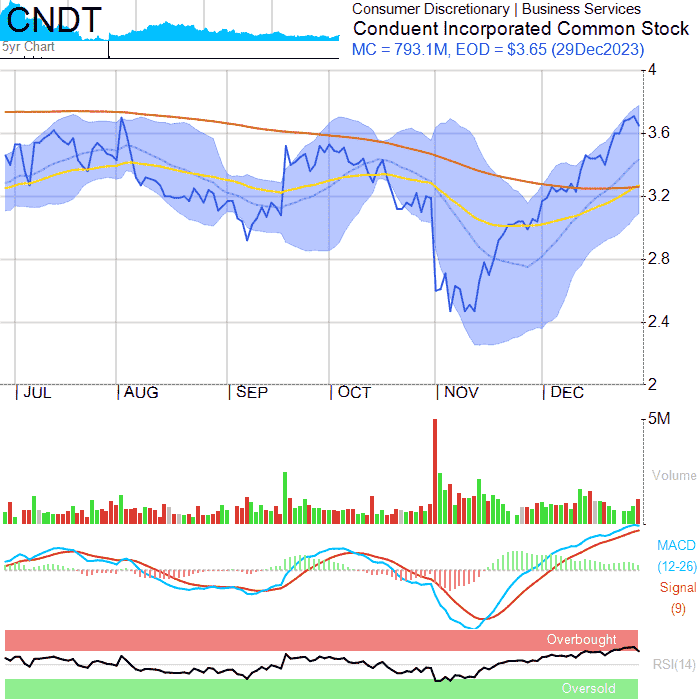 CNDT
5yr Chart
Consumer Discretionary | Business Services
Conduent Incorporated Common Stock
MC = 793.1M, EOD = $3.65 (29Dec2023)
4
3.6
3.2
2.8
2.4
2
JUL AUG SEP OCT NOV DEC
5M
Volume
MACD
(12-26)
Signal
(9)
Overbought
RSI(14)
Oversold